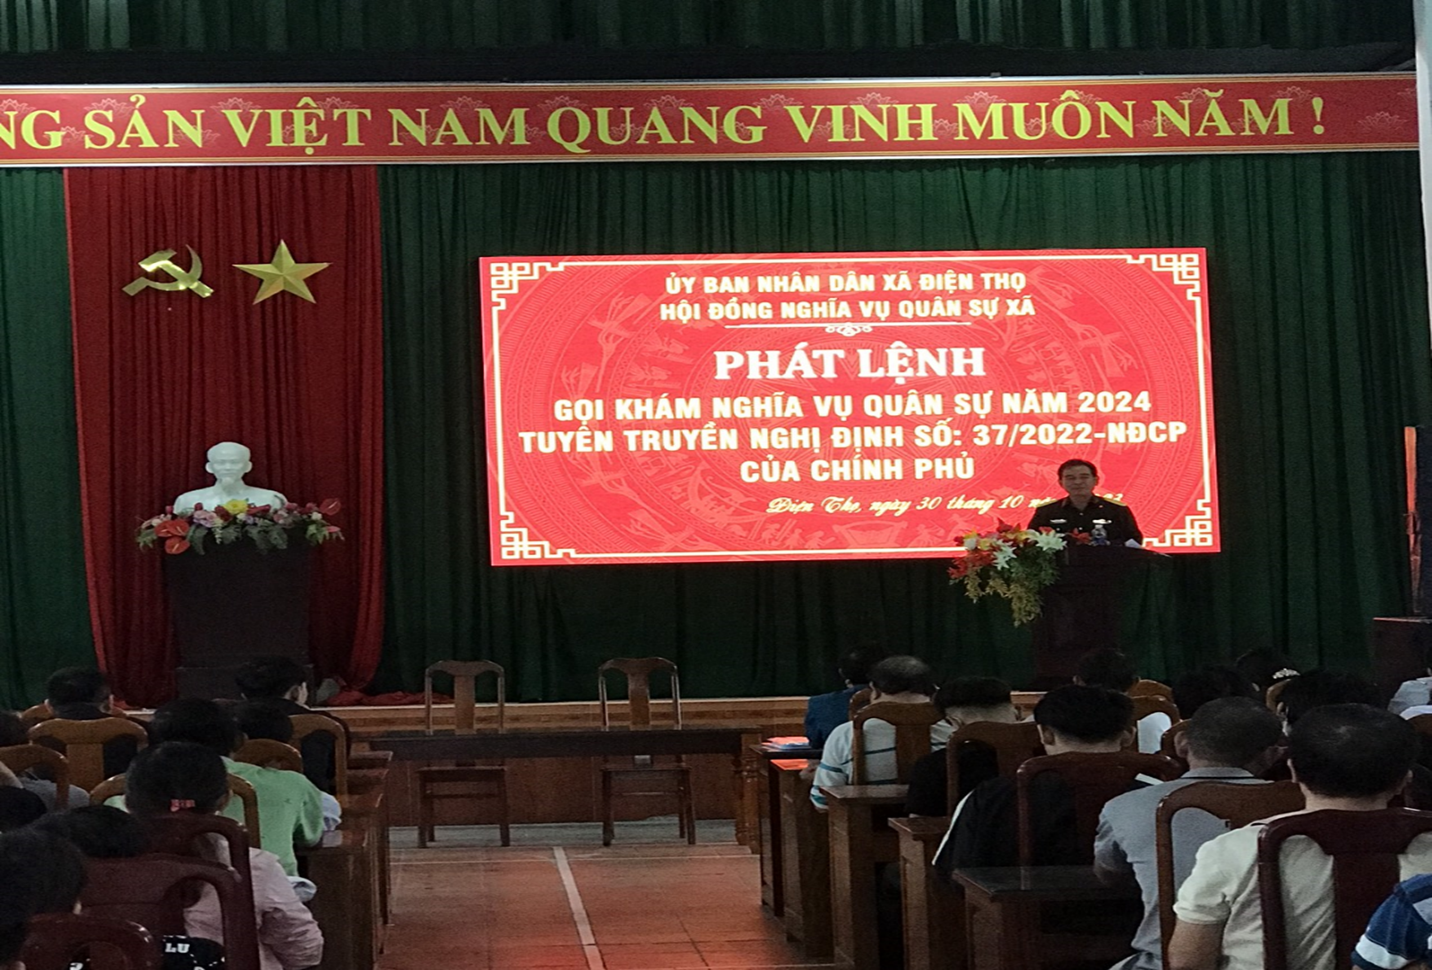 NG SẢN VIỆT NAM QUANG VINH MUÔN NĂM !
ỦY BAN NHÂN DÂN XÃ ĐIỆN THỌ
HỘI ĐỒNG NGHĨA VỤ QUÂN SỰ XÃ
PHÁT LỆNH
GỌI KHÁM NGHĨA VỤ QUÂN SỰ NĂM 2024
TUYÊN TRUYỀN NGHỊ ĐỊNH SỐ: 37/2022-NĐCP
CỦA CHÍNH PHỦ
Điện Thọ, ngày 30 tháng 10
LU